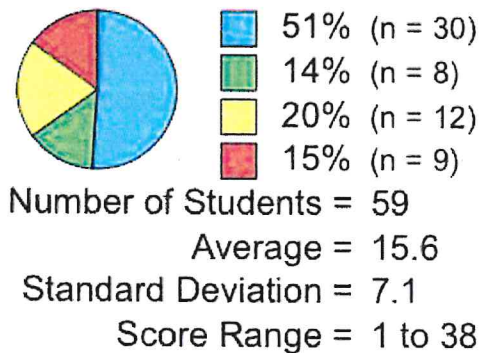 51% (n = 30)
14% (n = 8)
20% (n = 12)
15% (n = 9)
Number of Students = 59
Average = 15.6
Standard Deviation = 7.1
Score Range = 1 to 38